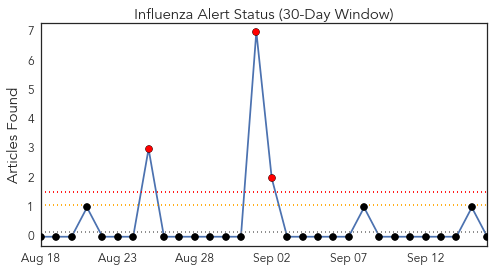 Influenza Alert Status (30-Day Window)
Articles Found
7
6
5
4
3
2
1
0
Aug 18 Aug 23 Aug 28 Sep 02 Sep 07 Sep 12